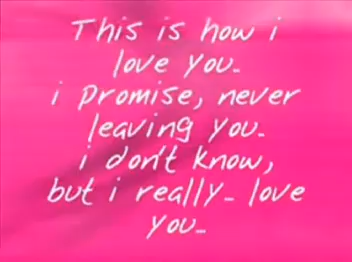 This is how i
love you..
i promise, never
leaving you..
i don't know,
but i really.. love
you...